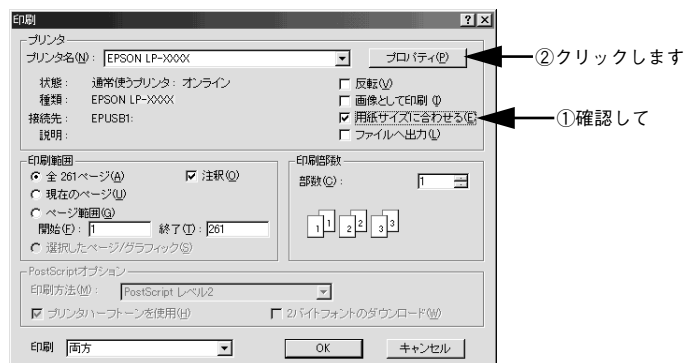 印刷
プリンタ
プリンタ名(N): EPSON LP-XXXX プロパティ(P) ②クリックします
状態: 通常使うプリンタ: オンライン 反転(V)
種類: EPSON LP-XXXX 画像として印刷(I)
接続先: EPUSB1: 用紙サイズに合わせる(E) ①確認して
説明: ファイルへ出力(L)
印刷範囲 印刷部数
全 261ページ(A) 注釈(O) 部数(C): 1
現在のページ(U)
ページ範囲(G)
開始(F): 1 終了(T): 261 1 1 2 2 3 3
選択したページ/グラフィック(S)
PostScriptオプション
印刷方法(M): PostScript レベル2
プリンタハーフトーンを使用(H) 2バイトフォントのダウンロード(W)
印刷 両方 OK キャンセル